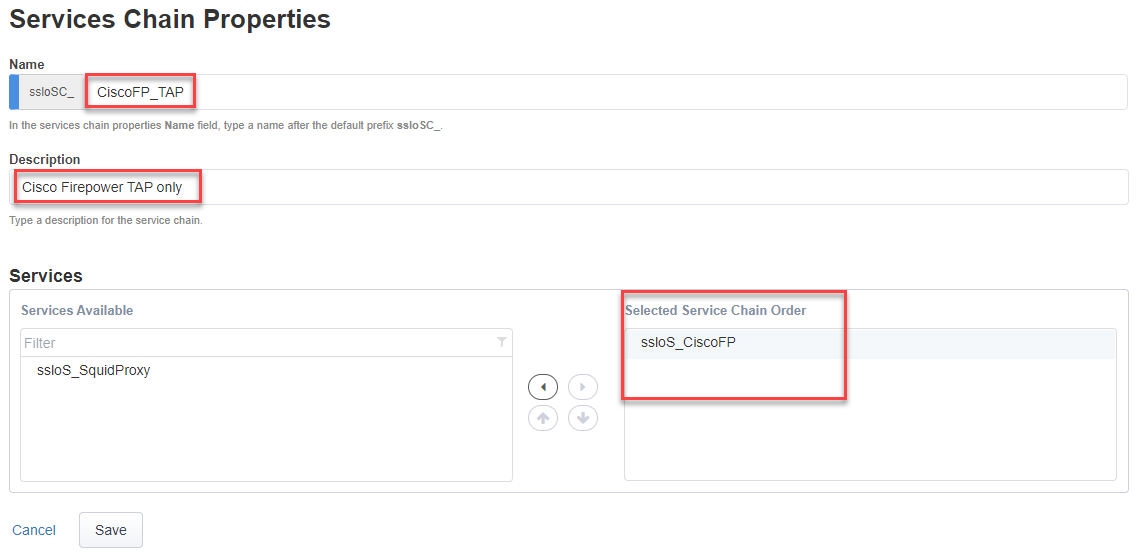 Services Chain Properties
Name
ssloSC_ CiscoFP_TAP
In the services chain properties Name field, type a name after the default prefix ssloSC_.
Description
Cisco Firepower TAP only
Type a description for the service chain.
Services
Services Available
Filter
ssloS_SquidProxy
Selected Service Chain Order
ssloS_CiscoFP
Cancel Save